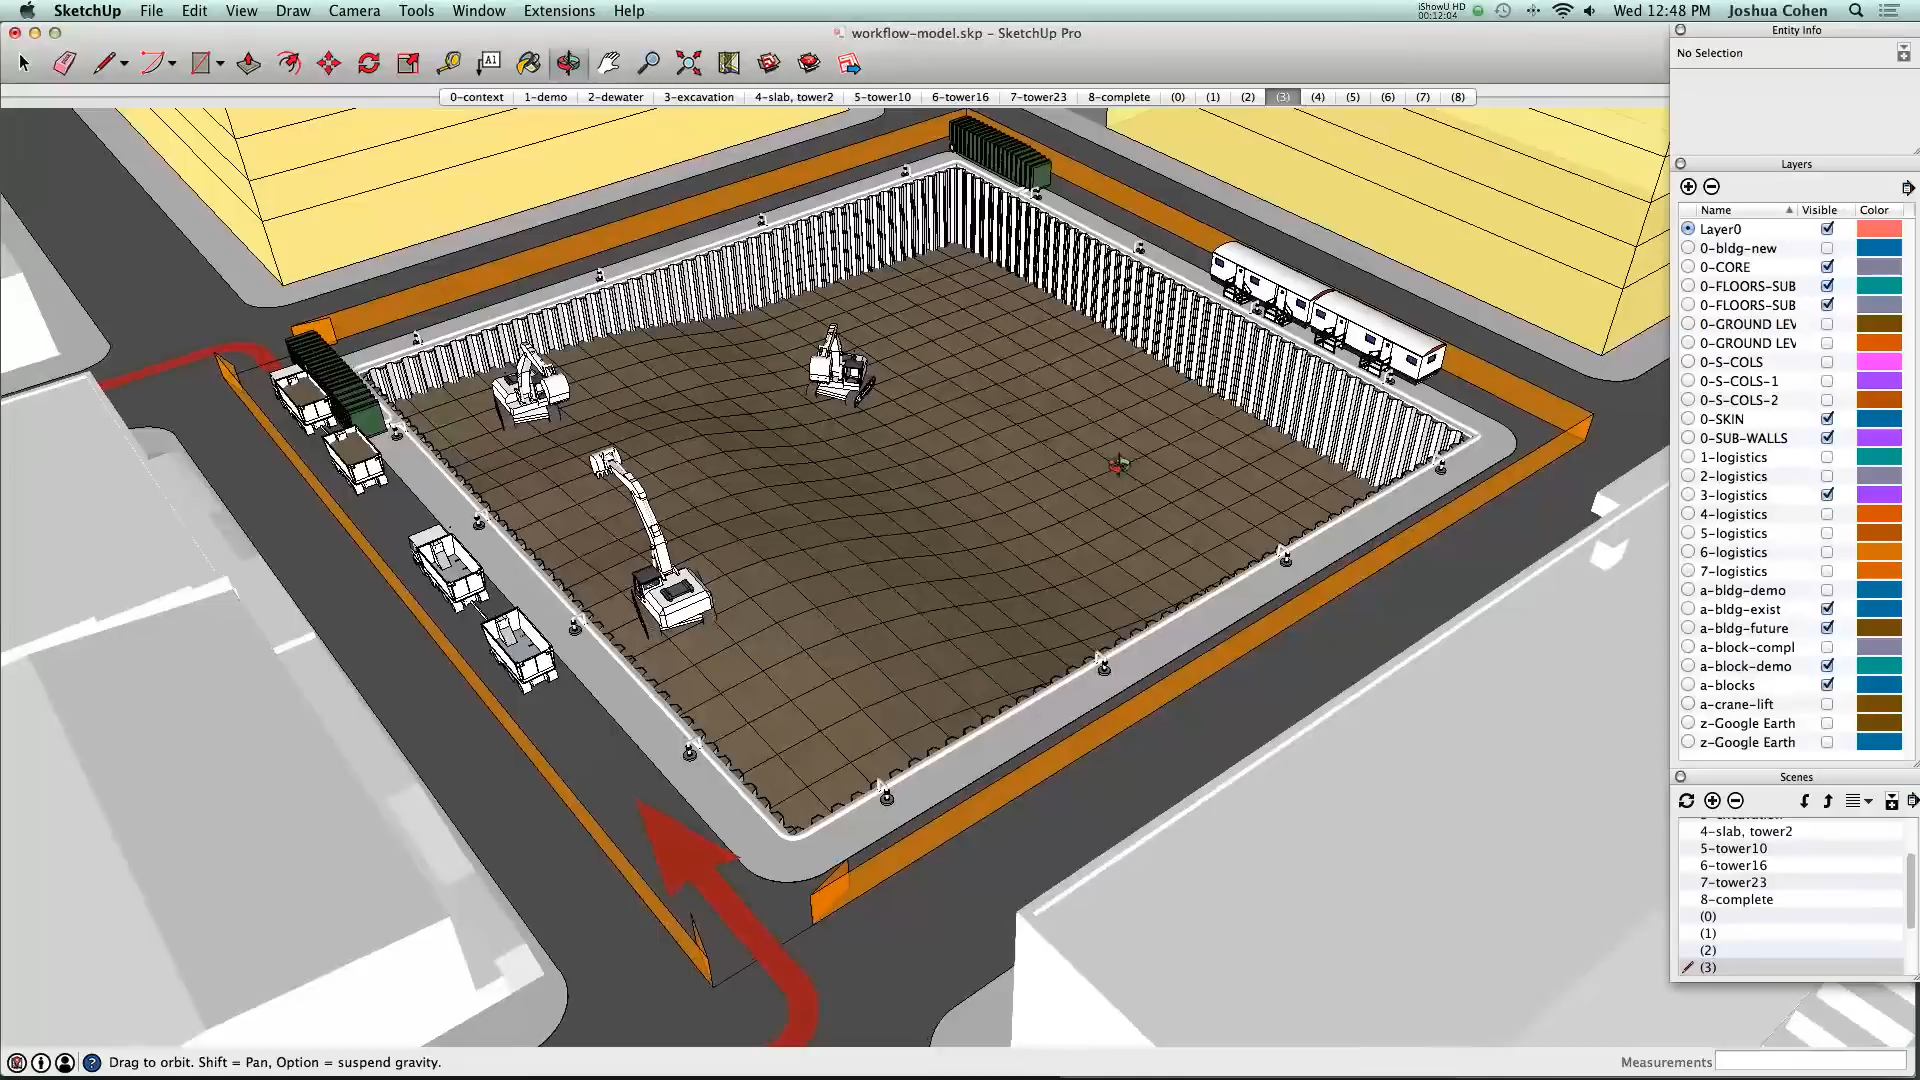 SketchUp File Edit View Draw Camera Tools Window Extensions Help
iShowU HD
00:12:04
Wed 12:48 PM Joshua Cohen
workflow-model.skp - SketchUp Pro
A1
0-context 1-demo 2-dewater 3-excavation 4-slab, tower2 5-tower10 6-tower16 7-tower23 8-complete (0) (1) (2) (3) (4) (5) (6) (7) (8)
Entity Info
No Selection
Layers
Name Visible Color
Layer0
0-bldg-new
0-CORE
0-FLOORS-SUB
0-FLOORS-SUB
0-GROUND LEV
0-GROUND LEV
0-S-COLS
0-S-COLS-1
0-S-COLS-2
0-SKIN
0-SUB-WALLS
1-logistics
2-logistics
3-logistics
4-logistics
5-logistics
6-logistics
7-logistics
a-bldg-demo
a-bldg-exist
a-bldg-future
a-block-compl
a-block-demo
a-blocks
a-crane-lift
z-Google Earth
z-Google Earth
Scenes
4-slab, tower2
5-tower10
6-tower16
7-tower23
8-complete
(0)
(1)
(2)
(3)
Drag to orbit. Shift = Pan, Option = suspend gravity.
Measurements